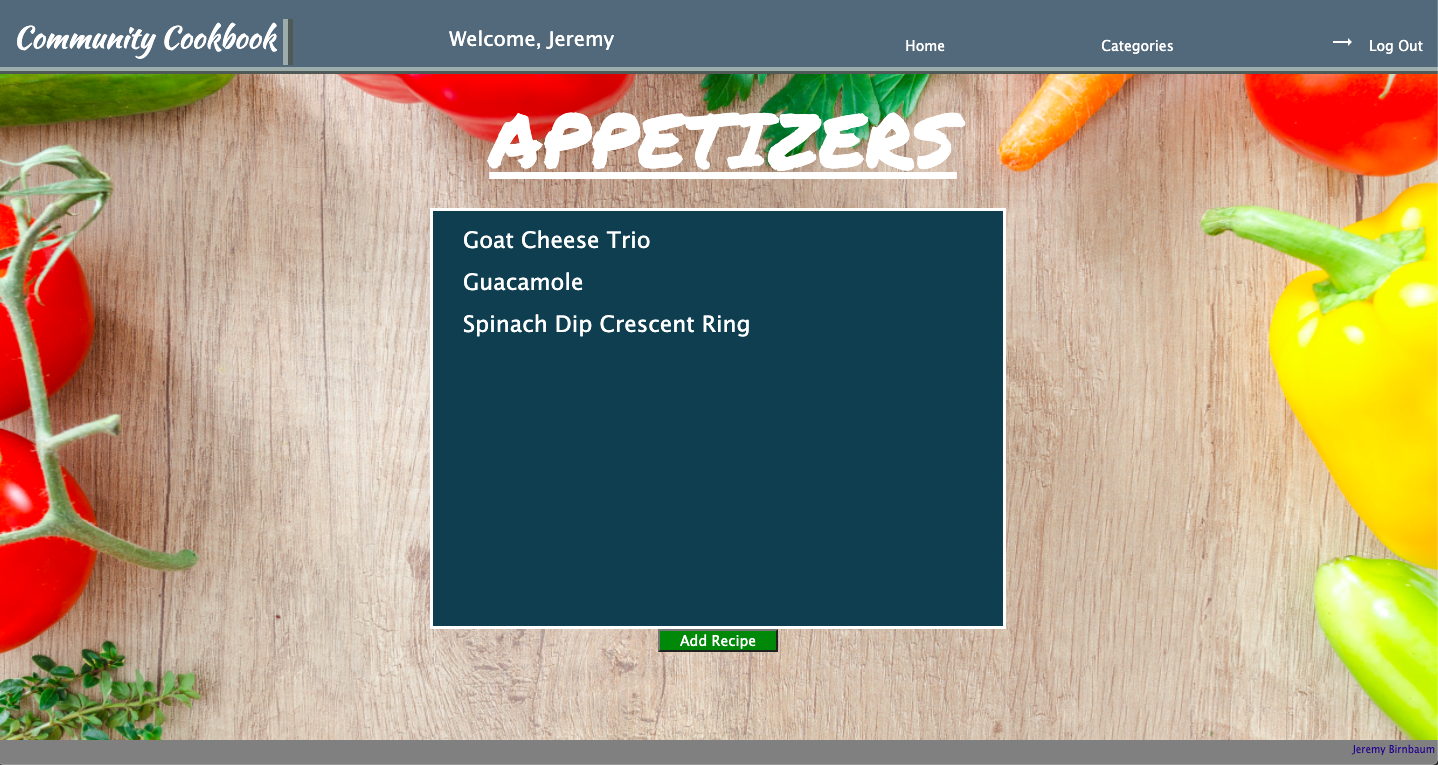 Community Cookbook
Welcome, Jeremy
Home
Categories
→ Log Out
APPETIZERS
Goat Cheese Trio
Guacamole
Spinach Dip Crescent Ring
Add Recipe
Jeremy Birnbaum